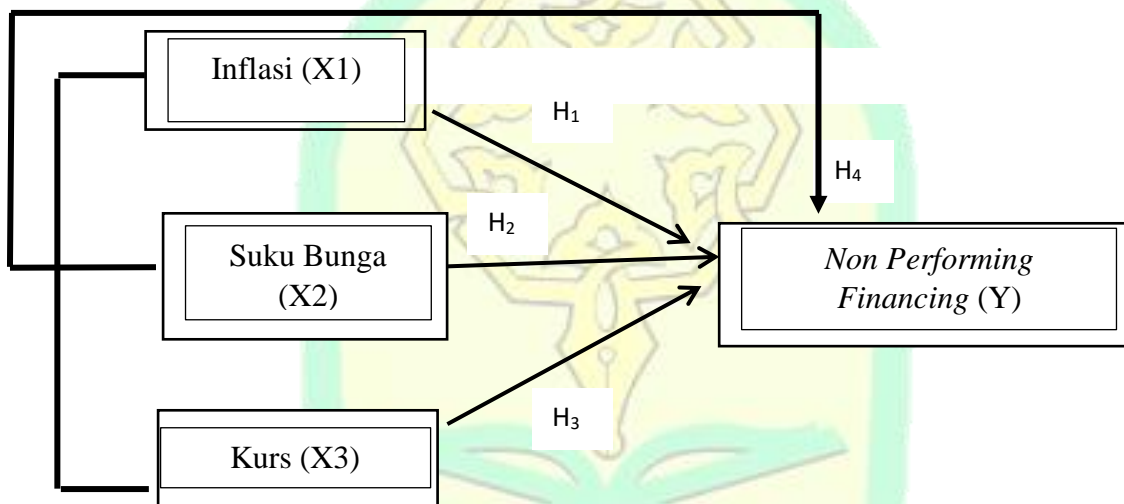 Inflasi (X1)
H₁
H₄
H₂
Suku Bunga
(X2)
Non Performing
Financing (Y)
H₃
Kurs (X3)